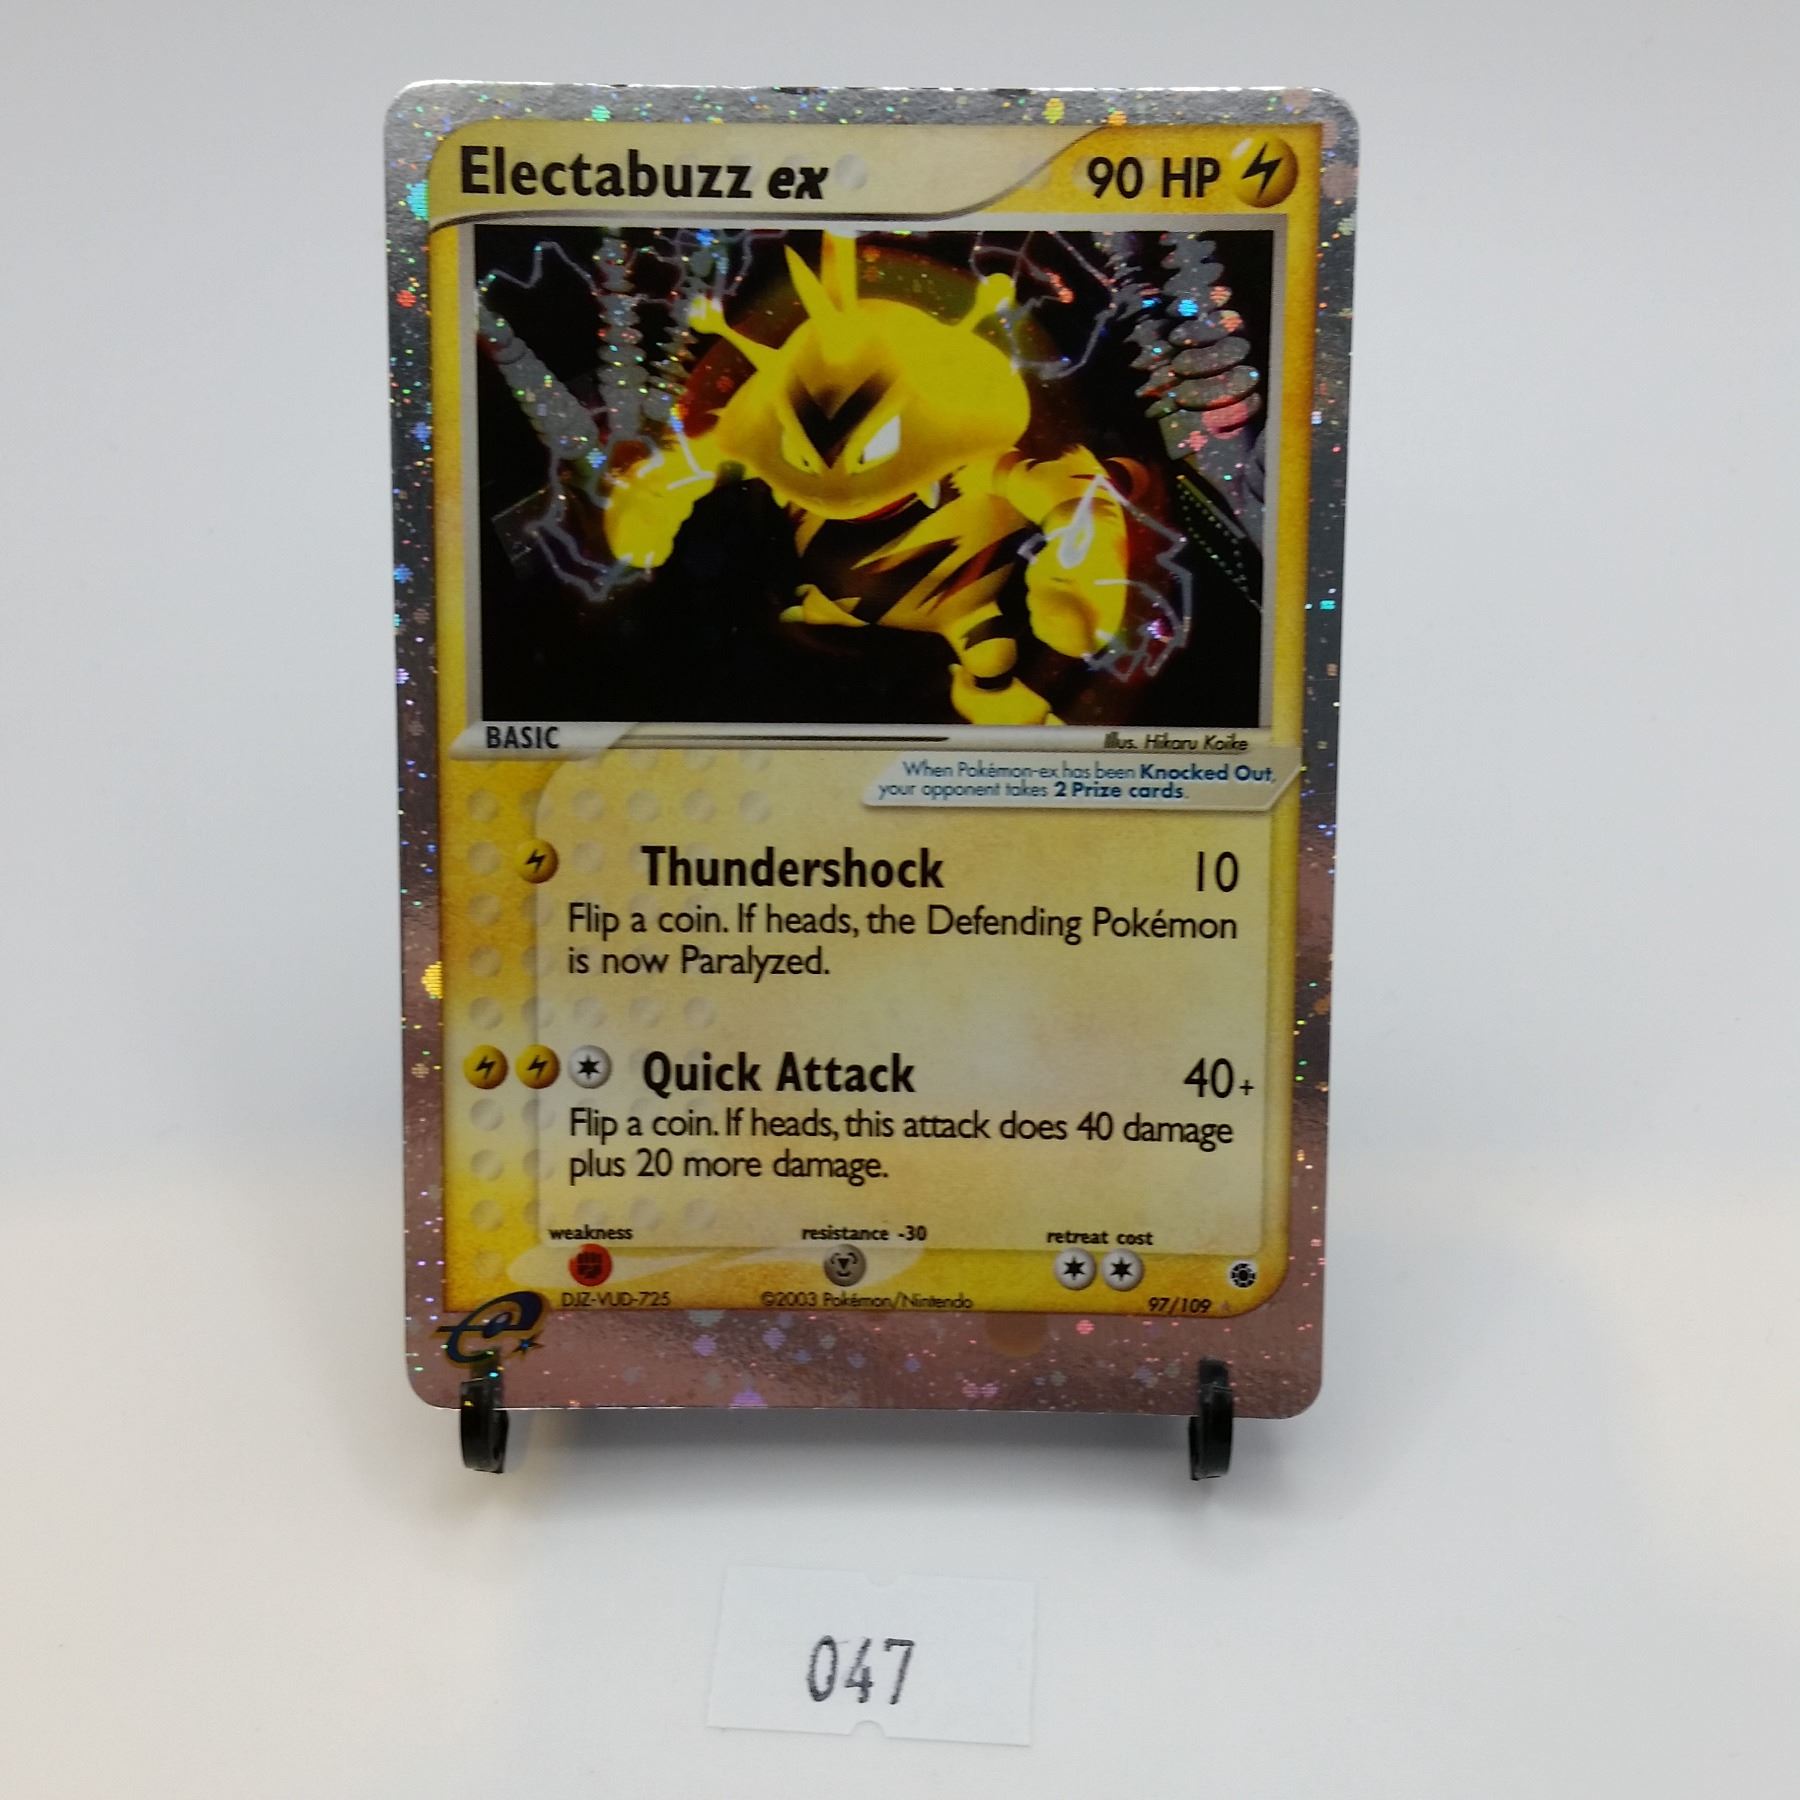 Electabuzz ex 90 HP
BASIC
Illus. Hikaru Koike
When Pokémon-ex has been Knocked Out,
your opponent takes 2 Prize cards.
Thundershock 10
Flip a coin. If heads, the Defending Pokémon
is now Paralyzed.
Quick Attack 40+
Flip a coin. If heads, this attack does 40 damage
plus 20 more damage.
weakness resistance -30 retreat cost
DJZ-VUD-725 ©2003 Pokémon/Nintendo 97/109
e
047